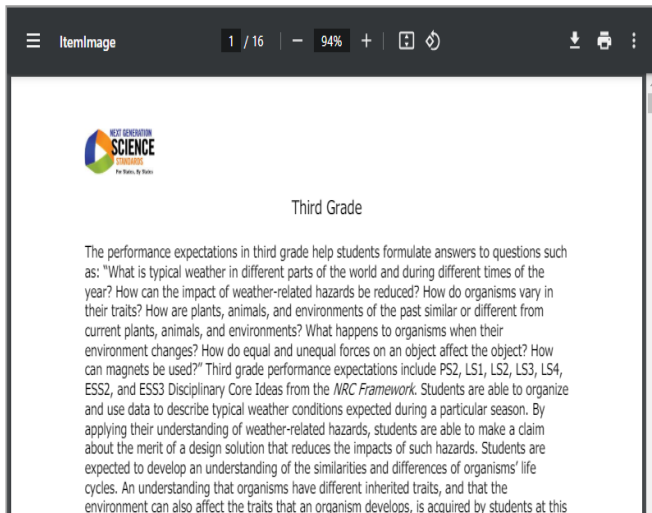 ItemImage
1 / 16
94%
NEXT GENERATION
SCIENCE
STANDARDS
For States, By States
Third Grade
The performance expectations in third grade help students formulate answers to questions such
as: “What is typical weather in different parts of the world and during different times of the
year? How can the impact of weather-related hazards be reduced? How do organisms vary in
their traits? How are plants, animals, and environments of the past similar or different from
current plants, animals, and environments? What happens to organisms when their
environment changes? How do equal and unequal forces on an object affect the object? How
can magnets be used?” Third grade performance expectations include PS2, LS1, LS2, LS3, LS4,
ESS2, and ESS3 Disciplinary Core Ideas from the NRC Framework. Students are able to organize
and use data to describe typical weather conditions expected during a particular season. By
applying their understanding of weather-related hazards, students are able to make a claim
about the merit of a design solution that reduces the impacts of such hazards. Students are
expected to develop an understanding of the similarities and differences of organisms’ life
cycles. An understanding that organisms have different inherited traits, and that the
environment can also affect the traits that an organism develops, is acquired by students at this